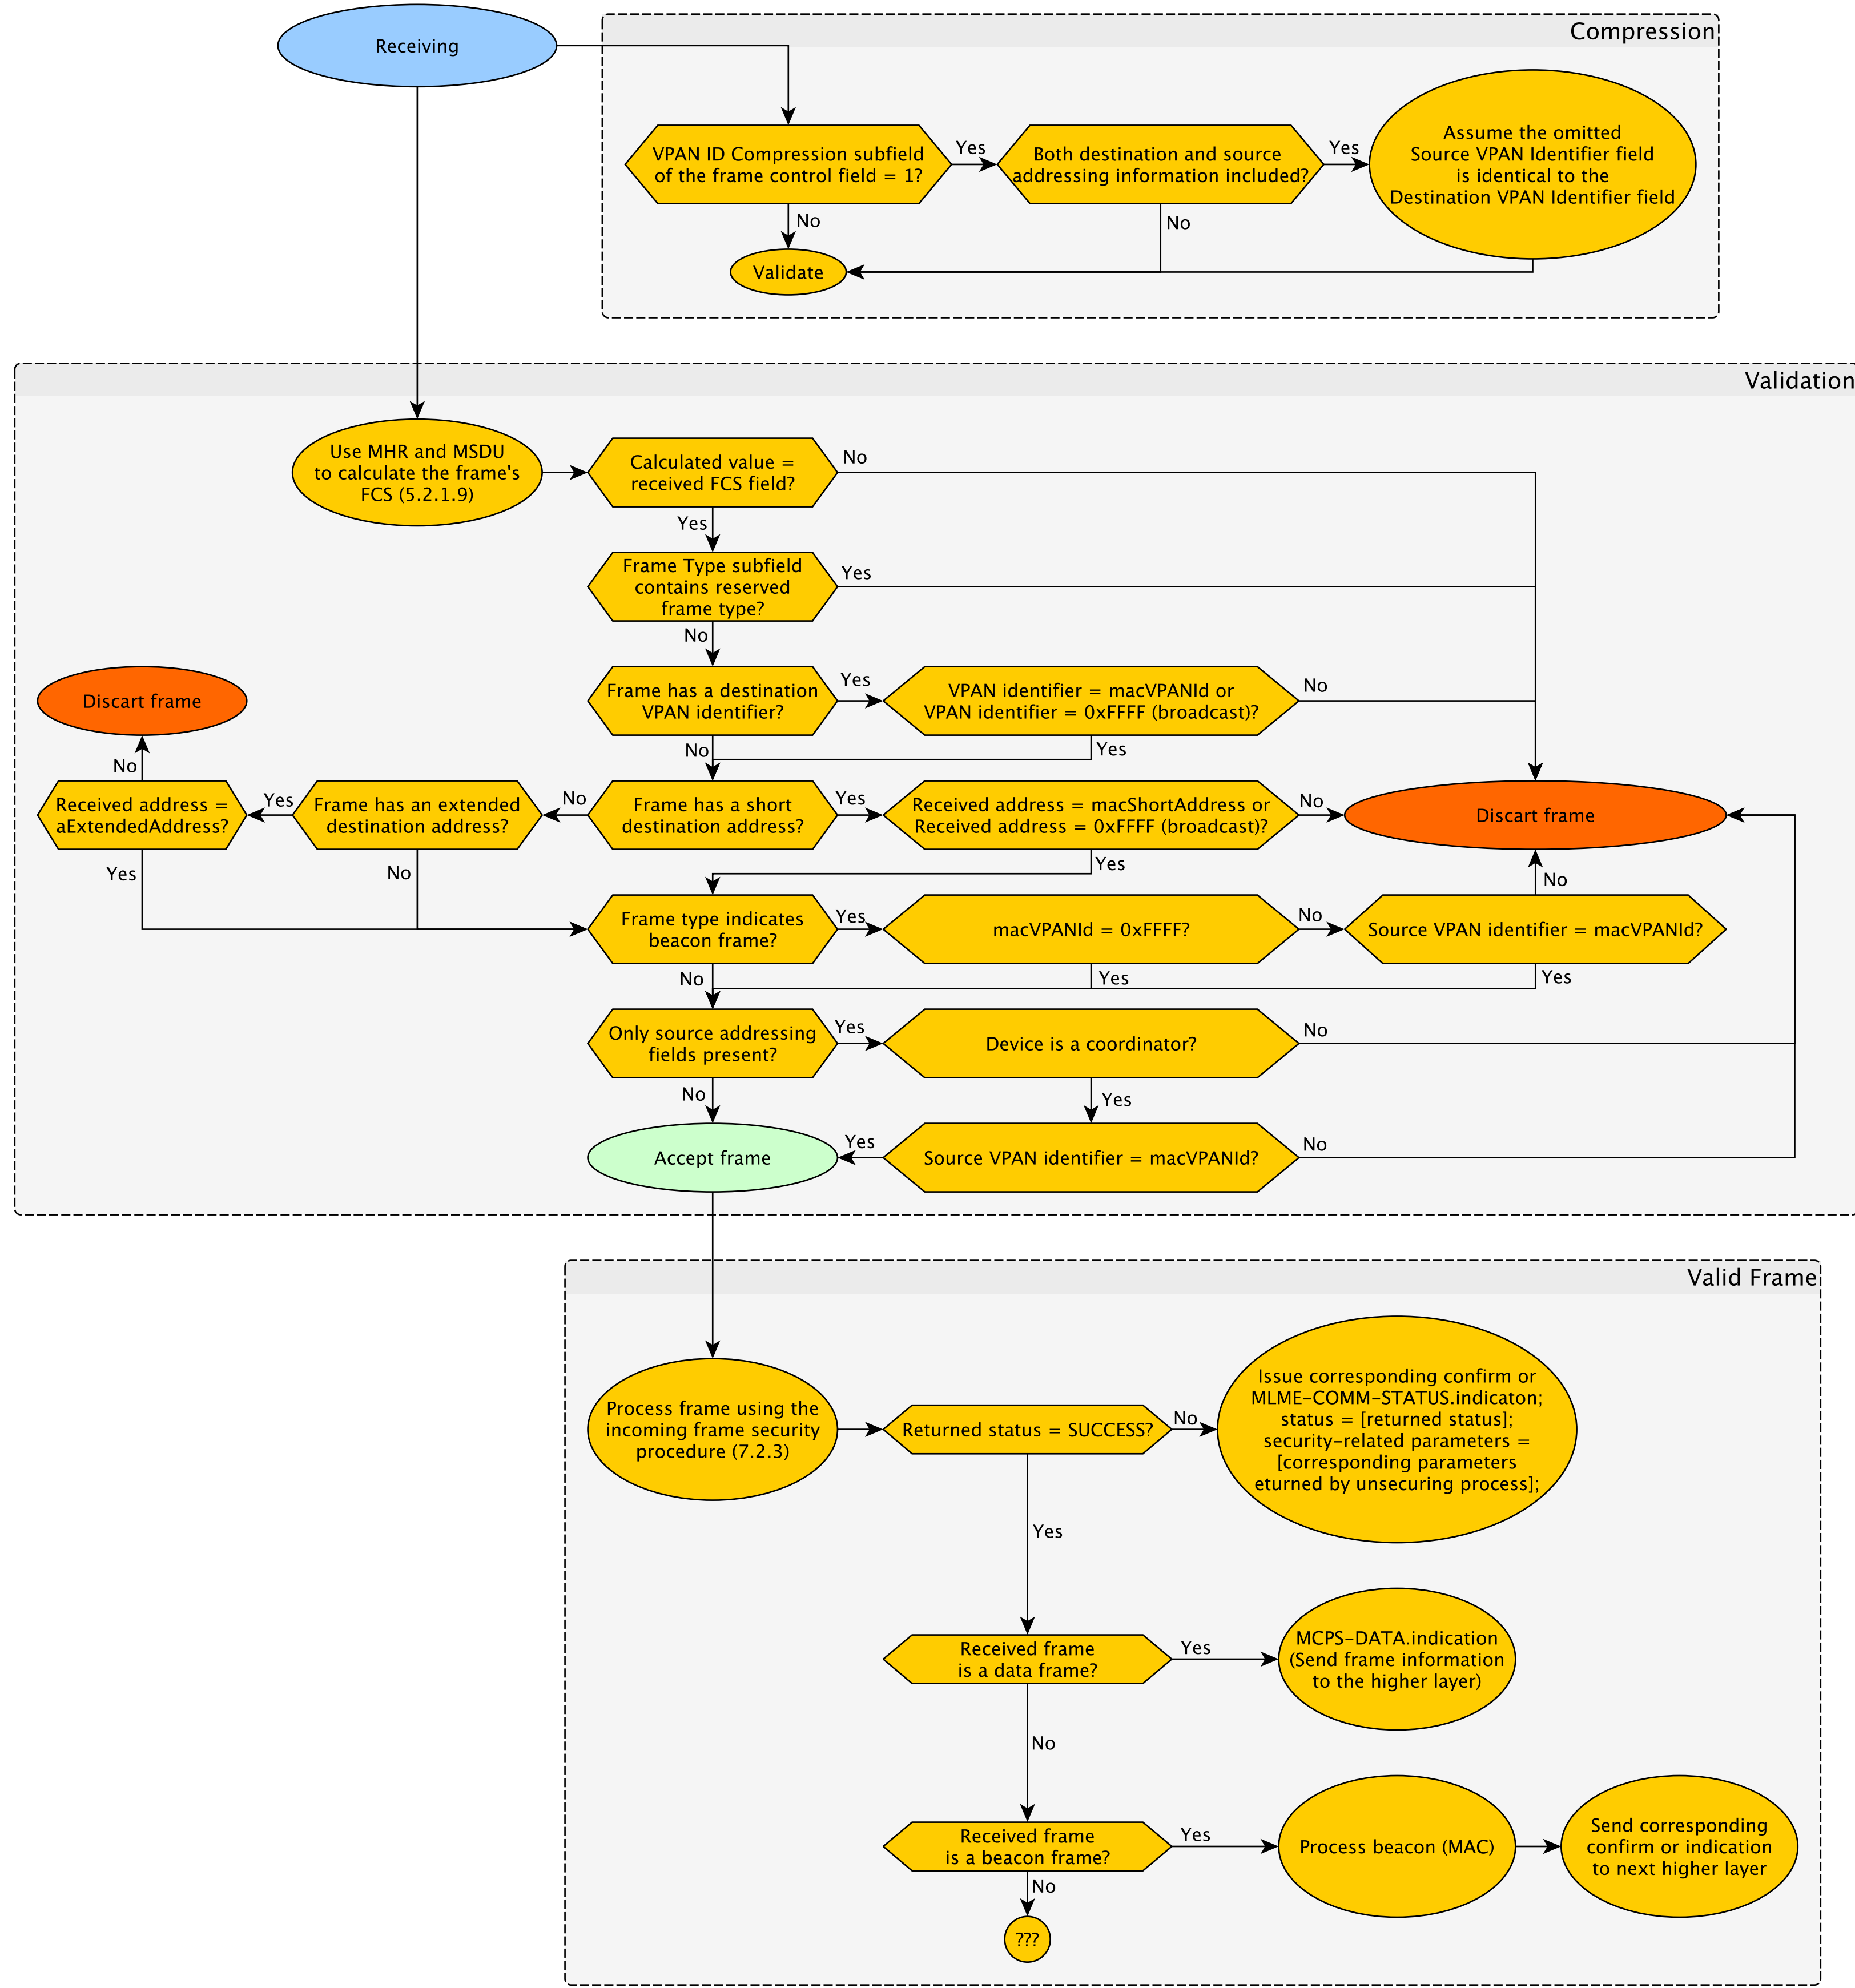 Receiving
Compression
VPAN ID Compression subfield
of the frame control field = 1?
Yes
Both destination and source
addressing information included?
Yes
Assume the omitted
Source VPAN Identifier field
is identical to the
Destination VPAN Identifier field
No
No
Validate
Validation
Use MHR and MSDU
to calculate the frame's
FCS (5.2.1.9)
Calculated value =
received FCS field?
No
Yes
Frame Type subfield
contains reserved
frame type?
Yes
No
Discart frame
Frame has a destination
VPAN identifier?
Yes
VPAN identifier = macVPANId or
VPAN identifier = 0xFFFF (broadcast)?
No
No
Yes
No
Received address =
aExtendedAddress?
Yes
Frame has an extended
destination address?
No
Frame has a short
destination address?
Yes
Received address = macShortAddress or
Received address = 0xFFFF (broadcast)?
No
Discart frame
Yes
No
Yes
No
Frame type indicates
beacon frame?
Yes
macVPANId = 0xFFFF?
No
Source VPAN identifier = macVPANId?
No
Yes
Yes
Only source addressing
fields present?
Yes
Device is a coordinator?
No
No
Yes
Accept frame
Yes
Source VPAN identifier = macVPANId?
No
Valid Frame
Process frame using the
incoming frame security
procedure (7.2.3)
Returned status = SUCCESS?
No
Issue corresponding confirm or
MLME-COMM-STATUS.indicaton;
status = [returned status];
security-related parameters =
[corresponding parameters
eturned by unsecuring process];
Yes
Received frame
is a data frame?
Yes
MCPS-DATA.indication
(Send frame information
to the higher layer)
No
Received frame
is a beacon frame?
Yes
Process beacon (MAC)
Send corresponding
confirm or indication
to next higher layer
No
???